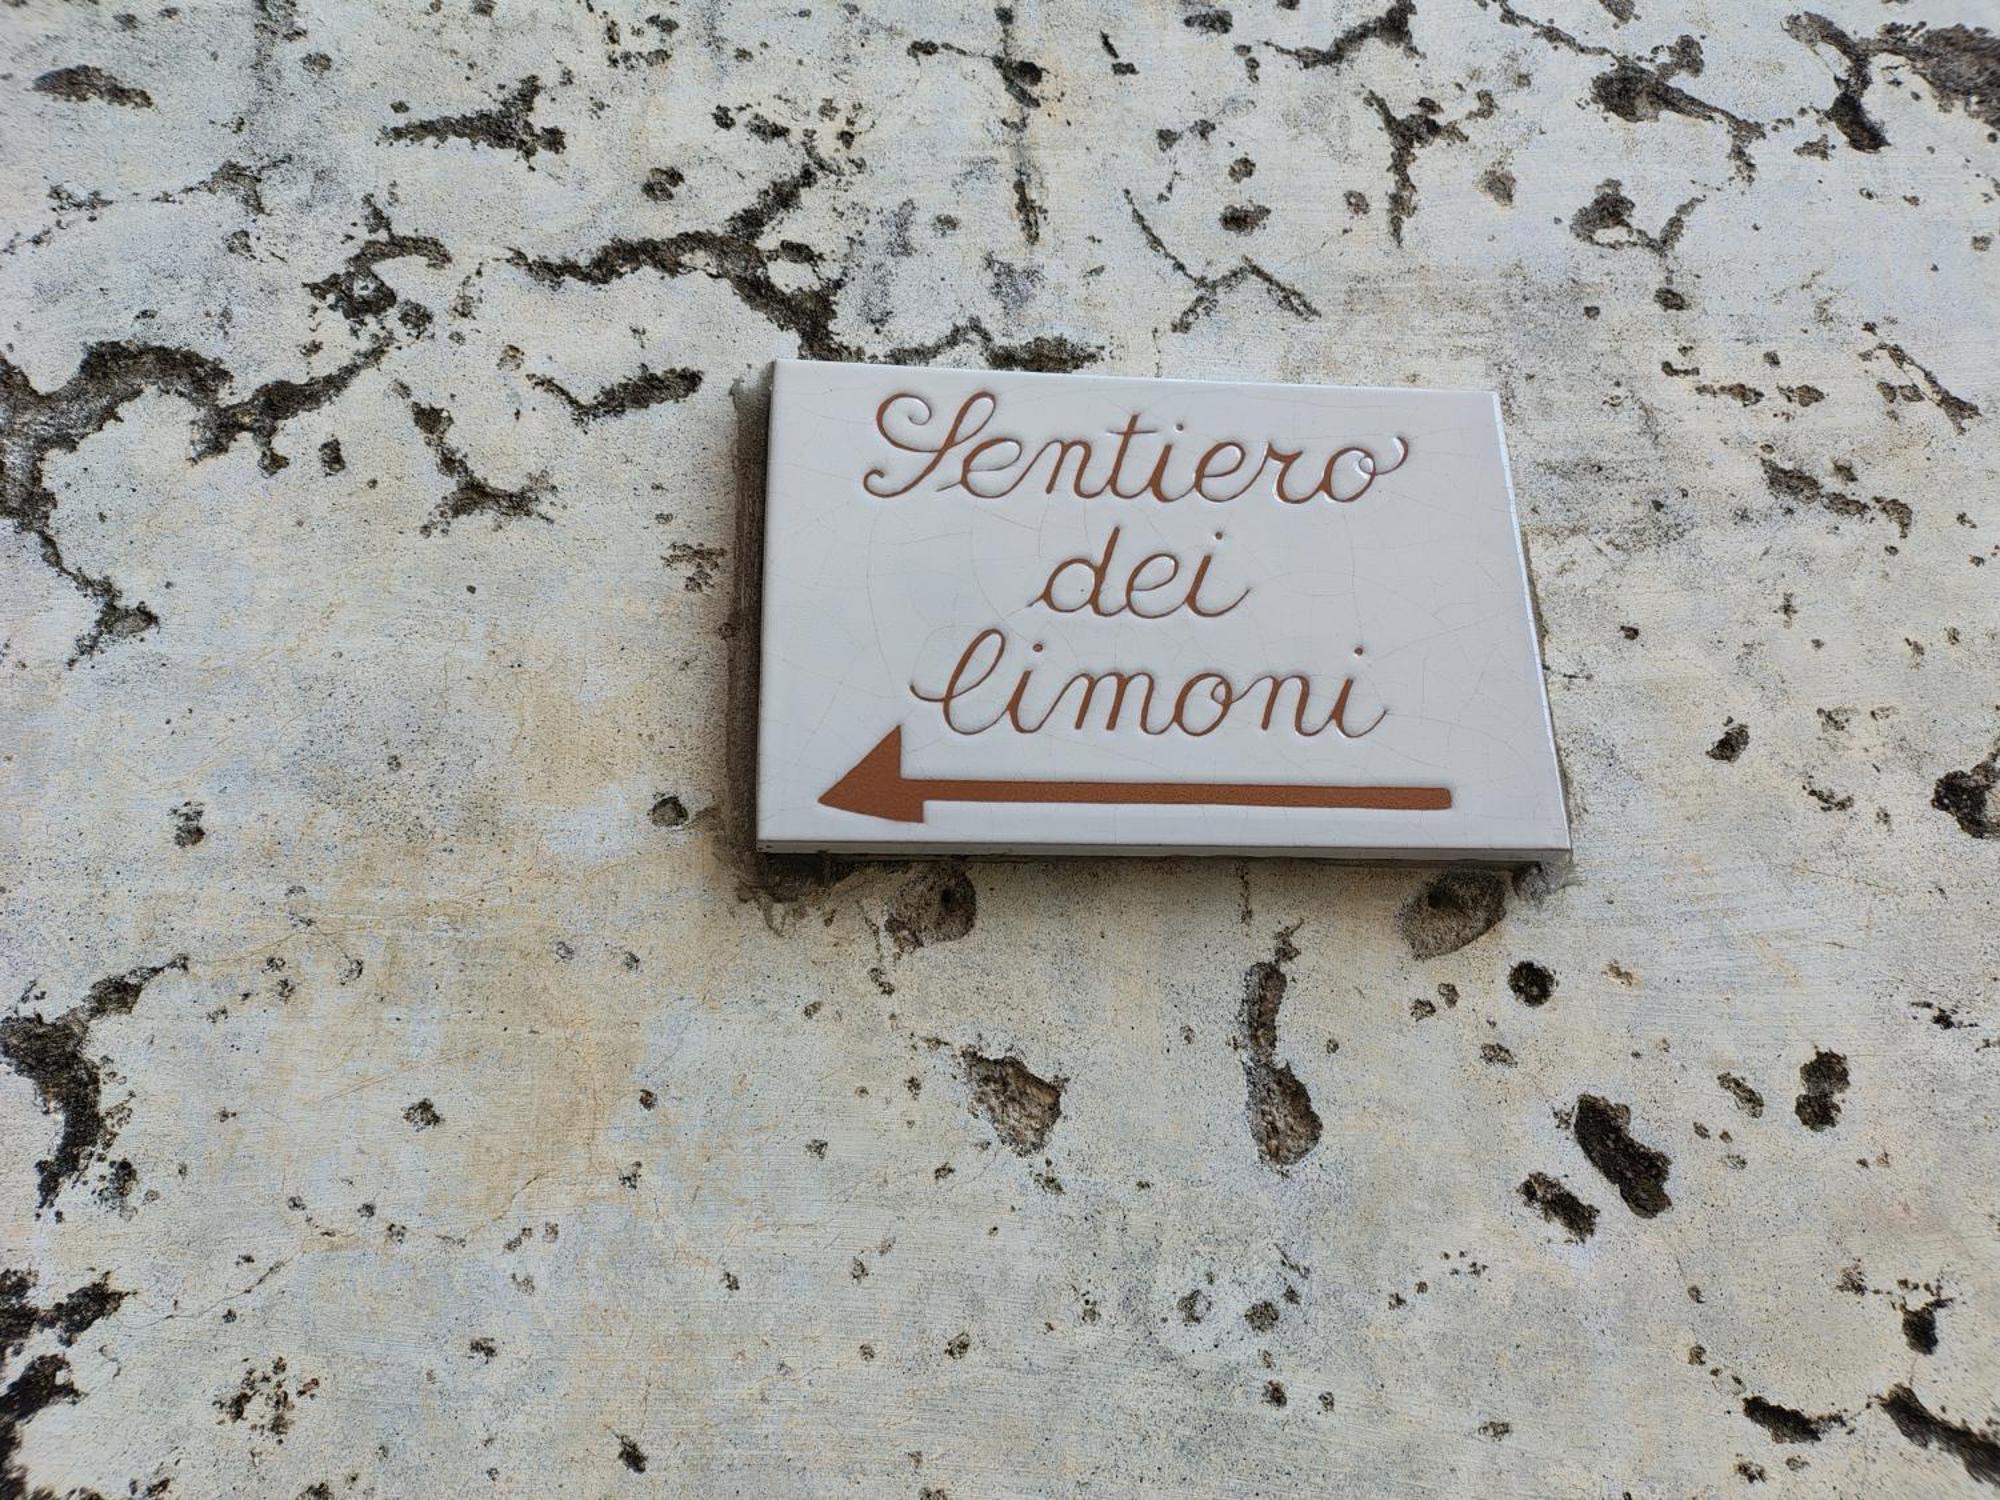 Sentiero
dei
limoni